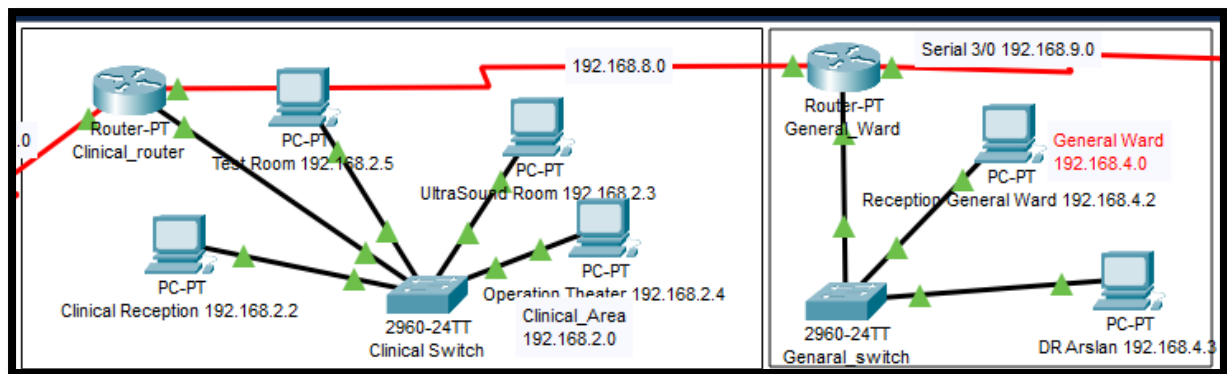 .0
Router-PT
Clinical_router
PC-PT
Test Room 192.168.2.5
192.168.8.0
PC-PT
UltraSound Room 192.168.2.3
PC-PT
Clinical Reception 192.168.2.2
2960-24TT
Clinical Switch
PC-PT
Operation Theater 192.168.2.4
Clinical_Area
192.168.2.0
Serial 3/0 192.168.9.0
Router-PT
General_Ward
PC-PT
Reception General Ward 192.168.4.2
General Ward
192.168.4.0
2960-24TT
Genaral_switch
PC-PT
DR Arslan 192.168.4.3